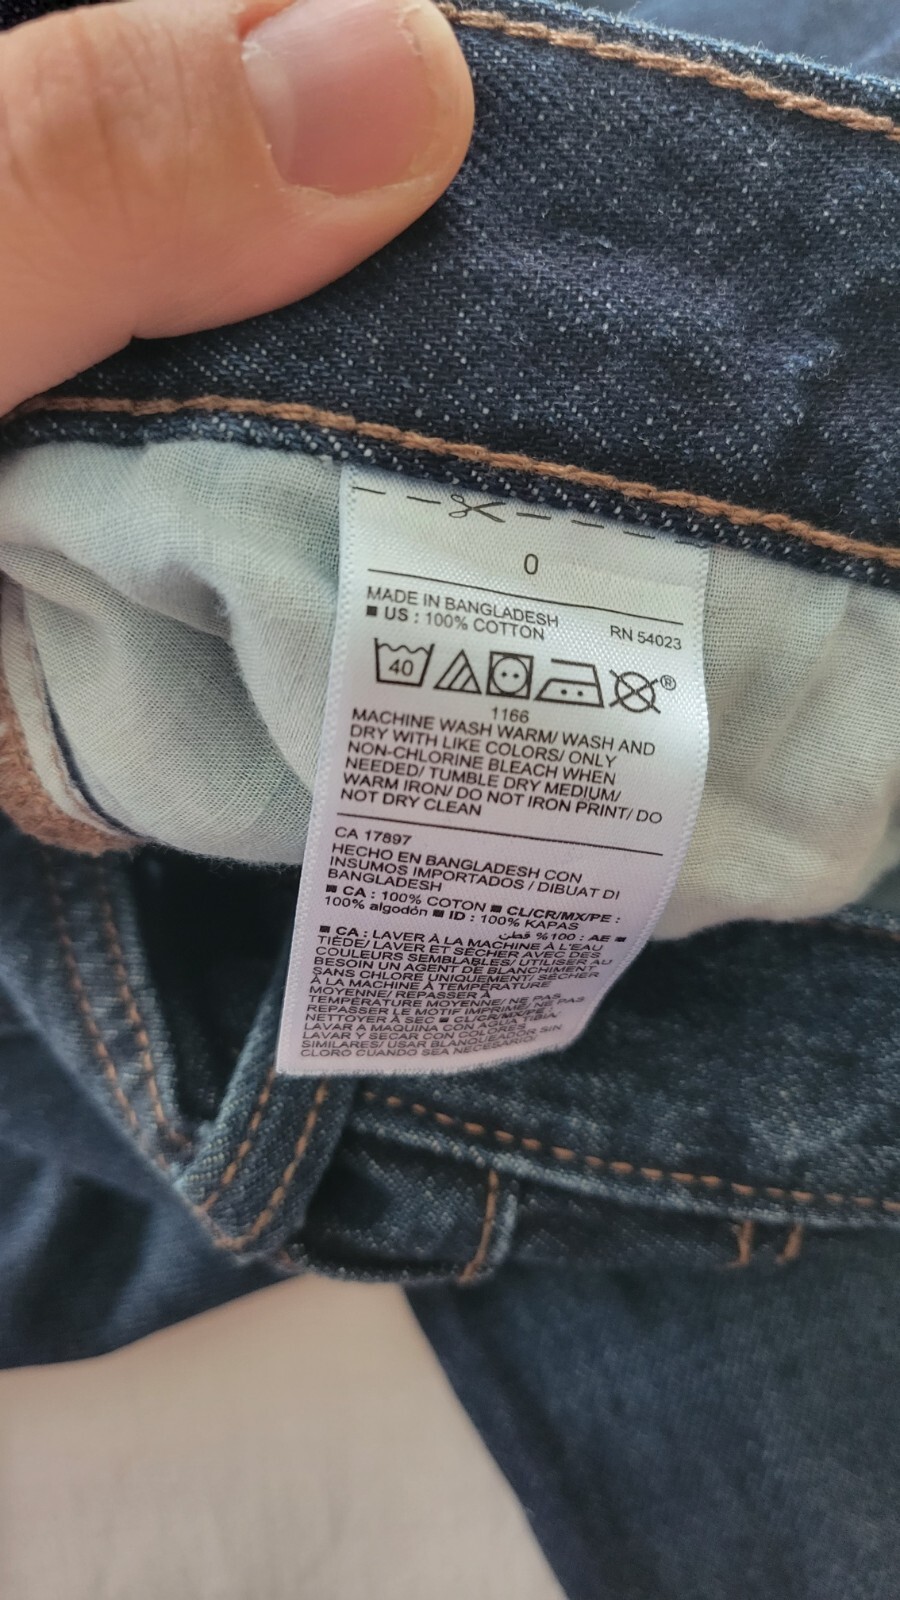 0
MADE IN BANGLADESH
■ US : 100% COTTON RN 54023
40
®
1166
MACHINE WASH WARM/ WASH AND
DRY WITH LIKE COLORS/ ONLY
NON-CHLORINE BLEACH WHEN
NEEDED/ TUMBLE DRY MEDIUM/
WARM IRON/ DO NOT IRON PRINT/ DO
NOT DRY CLEAN
CA 17897
HECHO EN BANGLADESH CON
INSUMOS IMPORTADOS / DIBUAT DI
BANGLADESH
■ CA : 100% COTON ■ CL/CR/MX/PE :
100% algodón ■ ID : 100% KAPAS
■ AE : 100% قطن
■ CA : LAVER À LA MACHINE À L'EAU
TIÈDE/ LAVER ET SÉCHER AVEC DES
COULEURS SEMBLABLES/ UTILISER AU
BESOIN UN AGENT DE BLANCHIMENT
SANS CHLORE UNIQUEMENT/ SÉCHER
À LA MACHINE À TEMPÉRATURE
MOYENNE/ REPASSER À
TEMPÉRATURE MOYENNE/ NE PAS
REPASSER LE MOTIF IMPRIMÉ/ NE PAS
NETTOYER À SEC ■ CL/CR/MX/PE :
LAVAR A MAQUINA CON AGUA TIBIA/
LAVAR Y SECAR CON COLORES
SIMILARES/ USAR BLANQUEADOR SIN
CLORO CUANDO SEA NECESARIO/